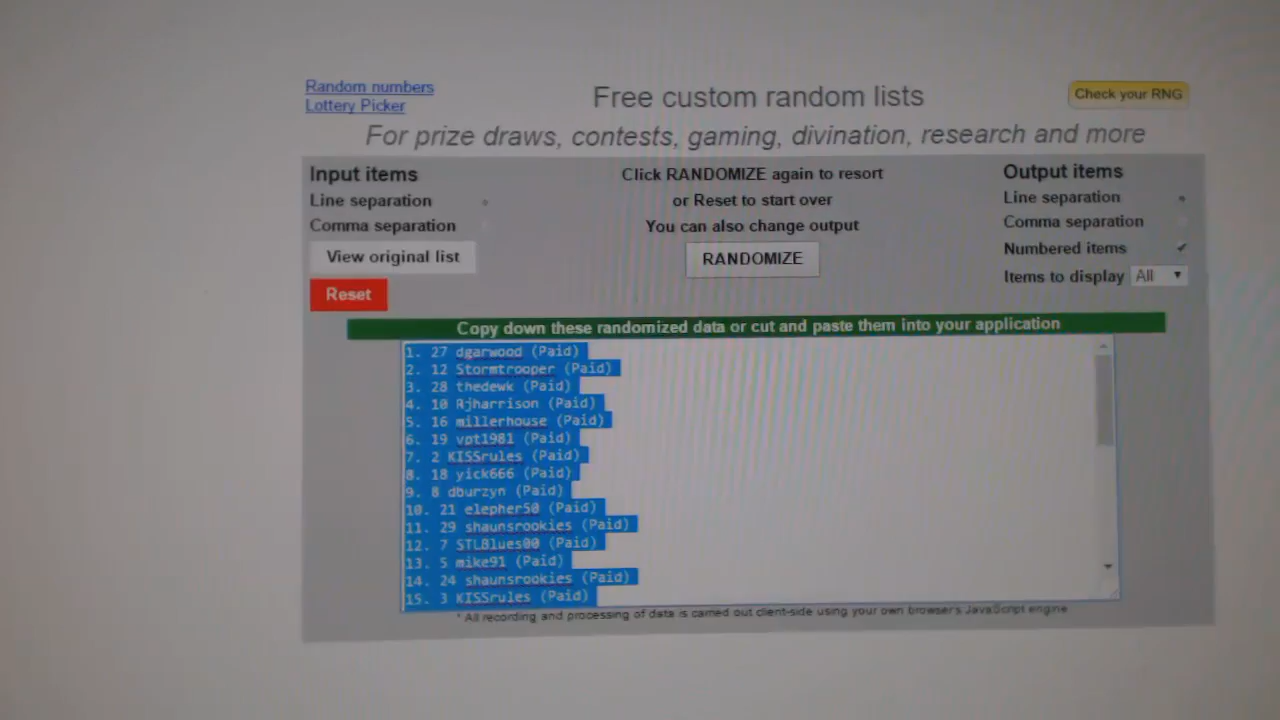 Random numbers
Lottery Picker
Free custom random lists
Check your RNG
For prize draws, contests, gaming, divination, research and more
Input items
Line separation
Comma separation
View original list
Reset
Click RANDOMIZE again to resort
or Reset to start over
You can also change output
RANDOMIZE
Output items
Line separation
Comma separation
Numbered items
Items to display All
Copy down these randomized data or cut and paste them into your application
1. 27 dgarwood (Paid)
2. 12 Stormtrooper (Paid)
3. 28 thedewk (Paid)
4. 10 Ajharrison (Paid)
5. 16 millerhouse (Paid)
6. 19 vpt1981 (Paid)
7. 2 KISSrules (Paid)
8. 18 yick666 (Paid)
9. 8 dburzyn (Paid)
10. 21 elepher50 (Paid)
11. 29 shaunsrookies (Paid)
12. 7 STLBlues00 (Paid)
13. 5 mike91 (Paid)
14. 24 shaunsrookies (Paid)
15. 3 KISSrules (Paid)
* All recording and processing of data is carried out client-side using your own browser's JavaScript engine